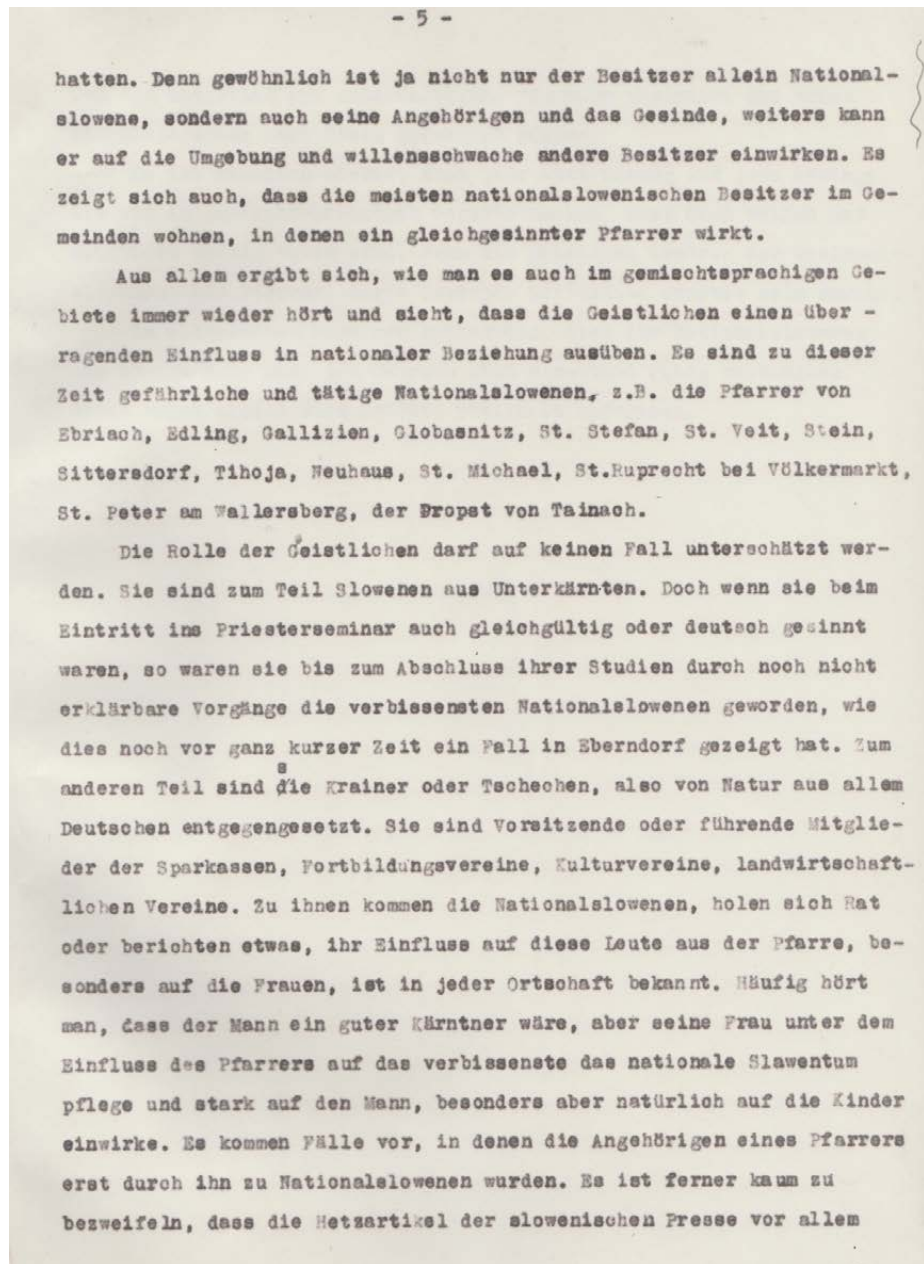 - 5 -
hatten. Denn gewöhnlich ist ja nicht nur der Besitzer allein National-
slowene, sondern auch seine Angehörigen und das Gesinde, weiters kann
er auf die Umgebung und willensschwache andere Besitzer einwirken. Es
zeigt sich auch, dass die meisten nationalslowenischen Besitzer im Ge-
meinden wohnen, in denen ein gleichgesinnter Pfarrer wirkt.
Aus allem ergibt sich, wie man es auch im gemischtsprachigen Ge-
biete immer wieder hört und sieht, dass die Geistlichen einen über -
ragenden Einfluss in nationaler Beziehung ausüben. Es sind zu dieser
Zeit gefährliche und tätige Nationalslowenen, z.B. die Pfarrer von
Ebriach, Edling, Gallizien, Globasnitz, St. Stefan, St. Veit, Stein,
Sittersdorf, Tihoja, Neuhaus, St. Michael, St.Ruprecht bei Völkermarkt,
St. Peter am Wallersberg, der Propst von Tainach.
Die Rolle der Geistlichen darf auf keinen Fall unterschätzt wer-
den. Sie sind zum Teil Slowenen aus Unterkärnten. Doch wenn sie beim
Eintritt ins Priesterseminar auch gleichgültig oder deutsch gesinnt
waren, so waren sie bis zum Abschluss ihrer Studien durch noch nicht
erklärbare Vorgänge die verbissensten Nationalslowenen geworden, wie
dies noch vor ganz kurzer Zeit ein Fall in Eberndorf gezeigt hat. Zum
anderen Teil sind sie Krainer oder Tschechen, also von Natur aus allem
Deutschen entgegengesetzt. Sie sind Vorsitzende oder führende Mitglie-
der der Sparkassen, Fortbildungsvereine, Kulturvereine, landwirtschaft-
lichen Vereine. Zu ihnen kommen die Nationalslowenen, holen sich Rat
oder berichten etwas, ihr Einfluss auf diese Leute aus der Pfarre, be-
sonders auf die Frauen, ist in jeder Ortschaft bekannt. Häufig hört
man, dass der Mann ein guter Kärntner wäre, aber seine Frau unter dem
Einfluss des Pfarrers auf das verbissenste das nationale Slawentum
pflege und stark auf den Mann, besonders aber natürlich auf die Kinder
einwirke. Es kommen Fälle vor, in denen die Angehörigen eines Pfarrers
erst durch ihn zu Nationalslowenen wurden. Es ist ferner kaum zu
bezweifeln, dass die Hetzartikel der slowenischen Presse vor allem